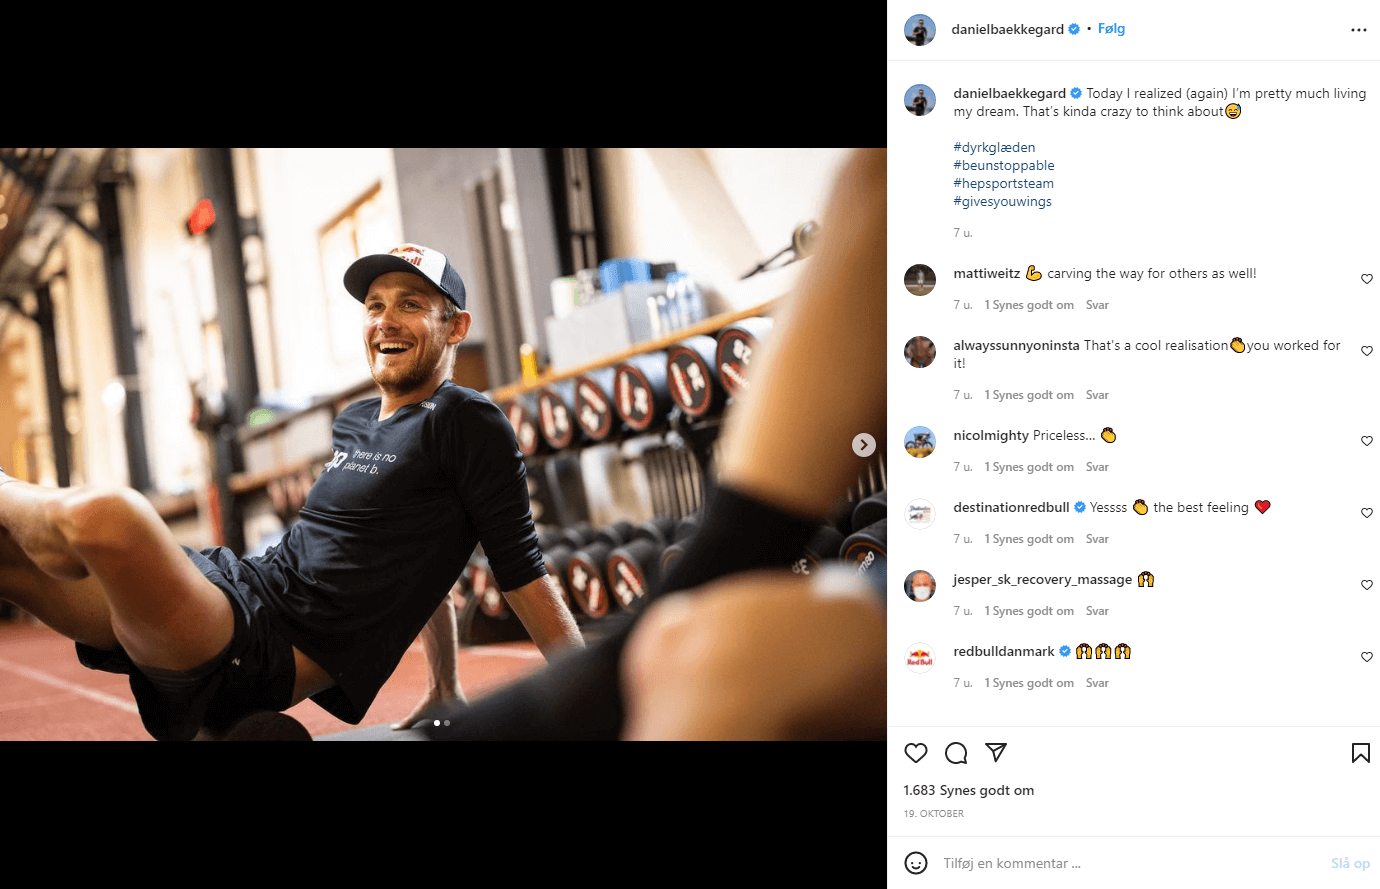 danielbaekkegard • Følg
danielbaekkegard Today I realized (again) I'm pretty much living
my dream. That's kinda crazy to think about😅
#dyrkglæden
#beunstoppable
#hepsportsteam
#givesyouwings
7 u.
mattiweitz 💪 carving the way for others as well!
7 u. 1 Synes godt om Svar
alwayssunnyoninsta That's a cool realisation👏you worked for
it!
7 u. 1 Synes godt om Svar
nicolmighty Priceless... 👏
7 u. 1 Synes godt om Svar
destinationredbull Yessss 👏 the best feeling ❤️
7 u. 1 Synes godt om Svar
jesper_sk_recovery_massage 🙌
7 u. 1 Synes godt om Svar
Red Bull
redbulldanmark 🙌🙌🙌
7 u. 1 Synes godt om Svar
1.683 Synes godt om
19. OKTOBER
Tilføj en kommentar ...
Slå op
there is no
planet b.